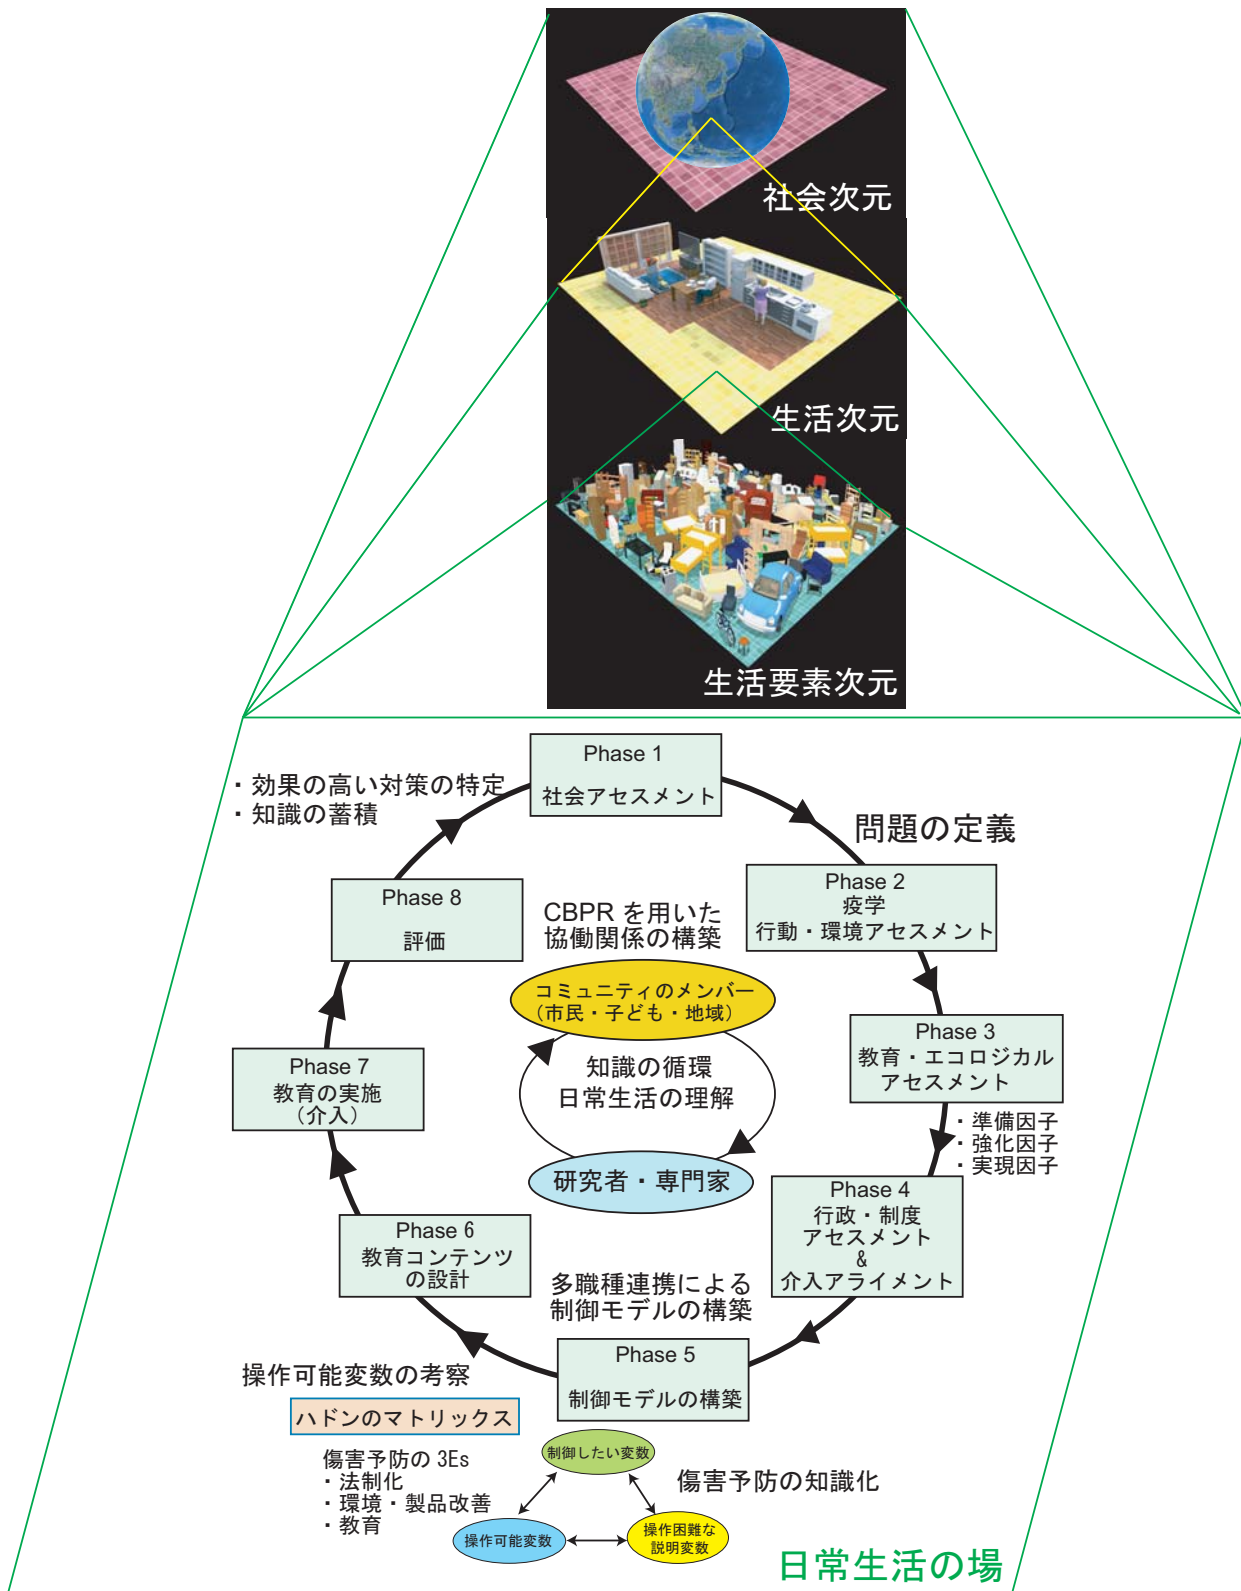 社会次元
生活次元
生活要素次元
Phase 1
社会アセスメント
・効果の高い対策の特定
・知識の蓄積
問題の定義
Phase 2
疫学
行動・環境アセスメント
Phase 8
評価
CBPR を用いた
協働関係の構築
コミュニティのメンバー
（市民・子ども・地域）
知識の循環
日常生活の理解
研究者・専門家
Phase 3
教育・エコロジカル
アセスメント
・準備因子
・強化因子
・実現因子
Phase 7
教育の実施
（介入）
Phase 4
行政・制度
アセスメント
&
介入アライメント
Phase 6
教育コンテンツ
の設計
多職種連携による
制御モデルの構築
Phase 5
制御モデルの構築
操作可能変数の考察
ハドンのマトリックス
傷害予防の 3Es
・法制化
・環境・製品改善
・教育
制御したい変数
傷害予防の知識化
操作可能変数
操作困難な
説明変数
日常生活の場